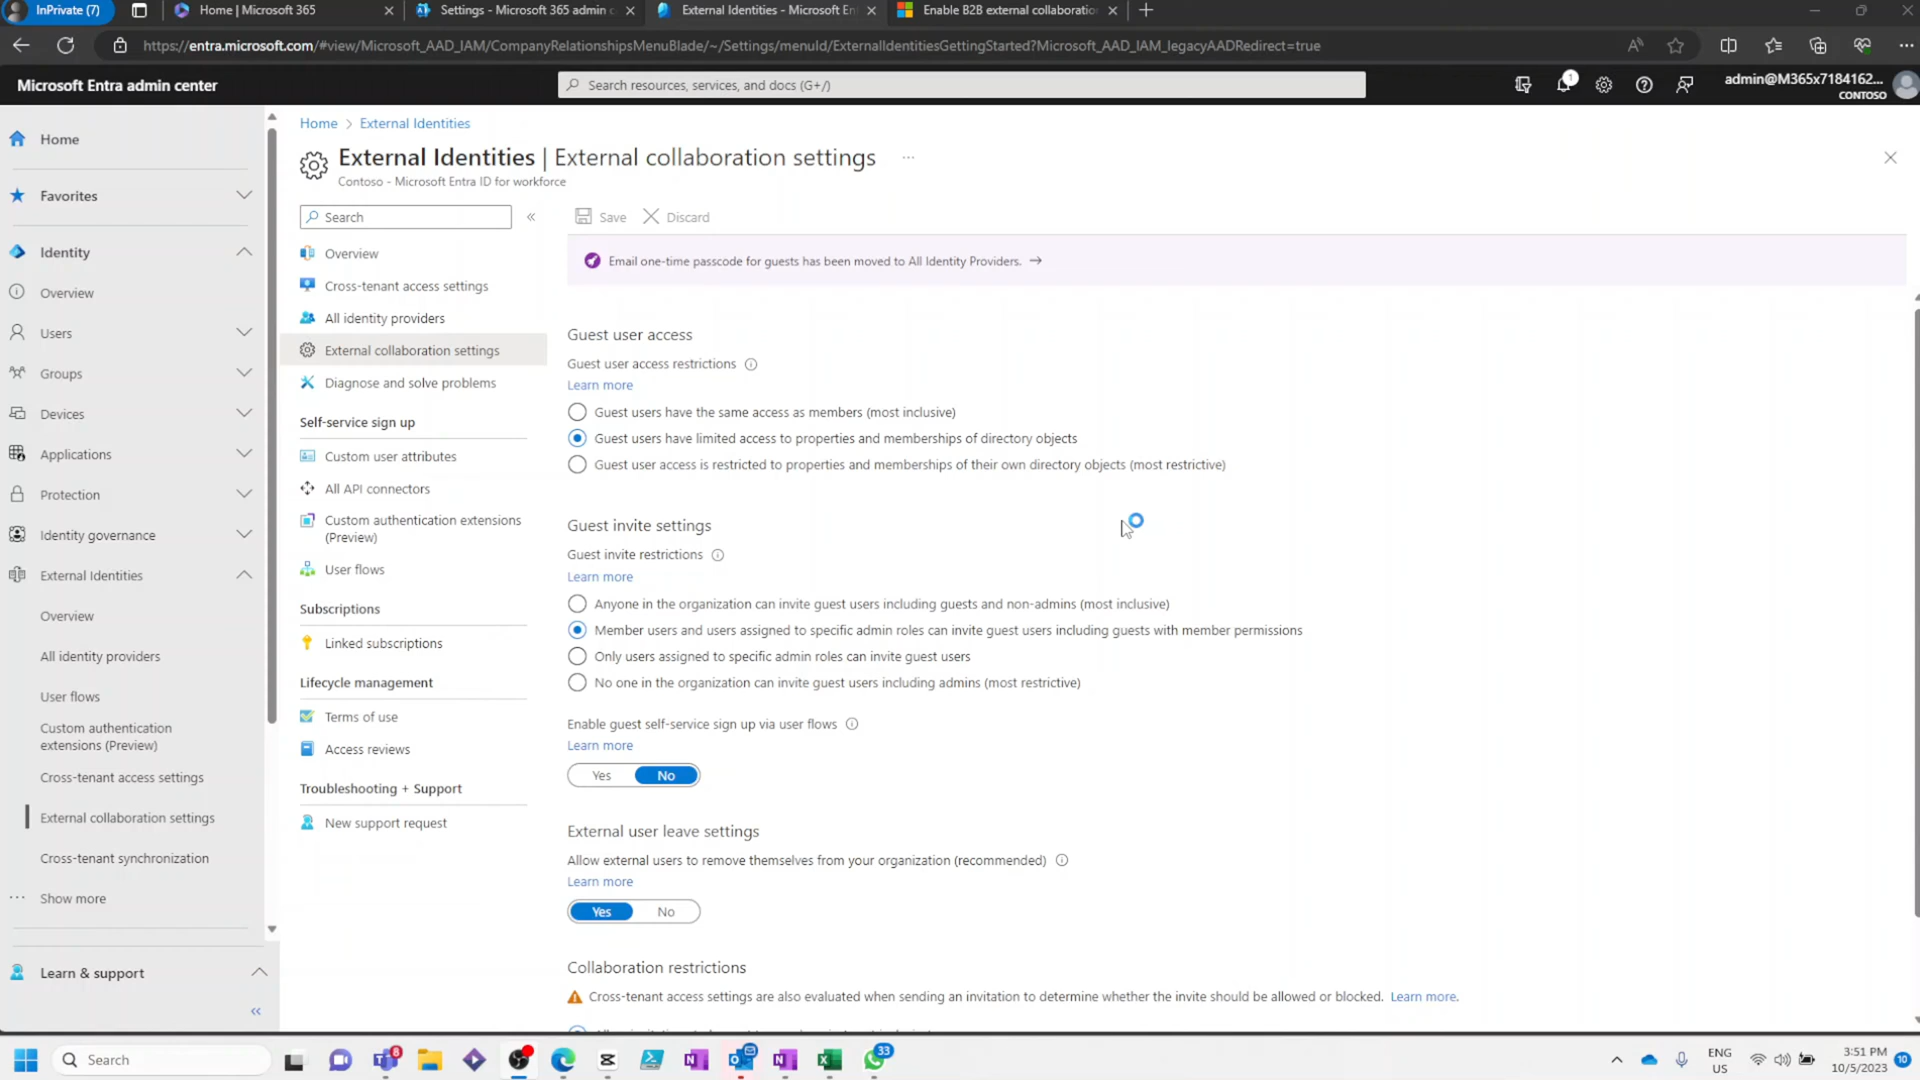 InPrivate (7)
Home | Microsoft 365
Settings - Microsoft 365 admin c
External Identities - Microsoft En
Enable B2B external collaboratio
https://entra.microsoft.com/#view/Microsoft_AAD_IAM/CompanyRelationshipsMenuBlade/~/Settings/menuId/ExternalIdentitiesGettingStarted?Microsoft_AAD_IAM_legacyAADRedirect=true
Microsoft Entra admin center
Search resources, services, and docs (G+/)
1
admin@M365x7184162...
CONTOSO
Home
Favorites
Identity
Overview
Users
Groups
Devices
Applications
Protection
Identity governance
External Identities
Overview
All identity providers
User flows
Custom authentication
extensions (Preview)
Cross-tenant access settings
External collaboration settings
Cross-tenant synchronization
Show more
Learn & support
Home > External Identities
External Identities | External collaboration settings
Contoso - Microsoft Entra ID for workforce
Search
Overview
Cross-tenant access settings
All identity providers
External collaboration settings
Diagnose and solve problems
Self-service sign up
Custom user attributes
All API connectors
Custom authentication extensions
(Preview)
User flows
Subscriptions
Linked subscriptions
Lifecycle management
Terms of use
Access reviews
Troubleshooting + Support
New support request
Save
Discard
Email one-time passcode for guests has been moved to All Identity Providers. →
Guest user access
Guest user access restrictions
Learn more
Guest users have the same access as members (most inclusive)
Guest users have limited access to properties and memberships of directory objects
Guest user access is restricted to properties and memberships of their own directory objects (most restrictive)
Guest invite settings
Guest invite restrictions
Learn more
Anyone in the organization can invite guest users including guests and non-admins (most inclusive)
Member users and users assigned to specific admin roles can invite guest users including guests with member permissions
Only users assigned to specific admin roles can invite guest users
No one in the organization can invite guest users including admins (most restrictive)
Enable guest self-service sign up via user flows
Learn more
Yes No
External user leave settings
Allow external users to remove themselves from your organization (recommended)
Learn more
Yes No
Collaboration restrictions
Cross-tenant access settings are also evaluated when sending an invitation to determine whether the invite should be allowed or blocked. Learn more.
Search
8
33
ENG
US
3:51 PM
10/5/2023
10